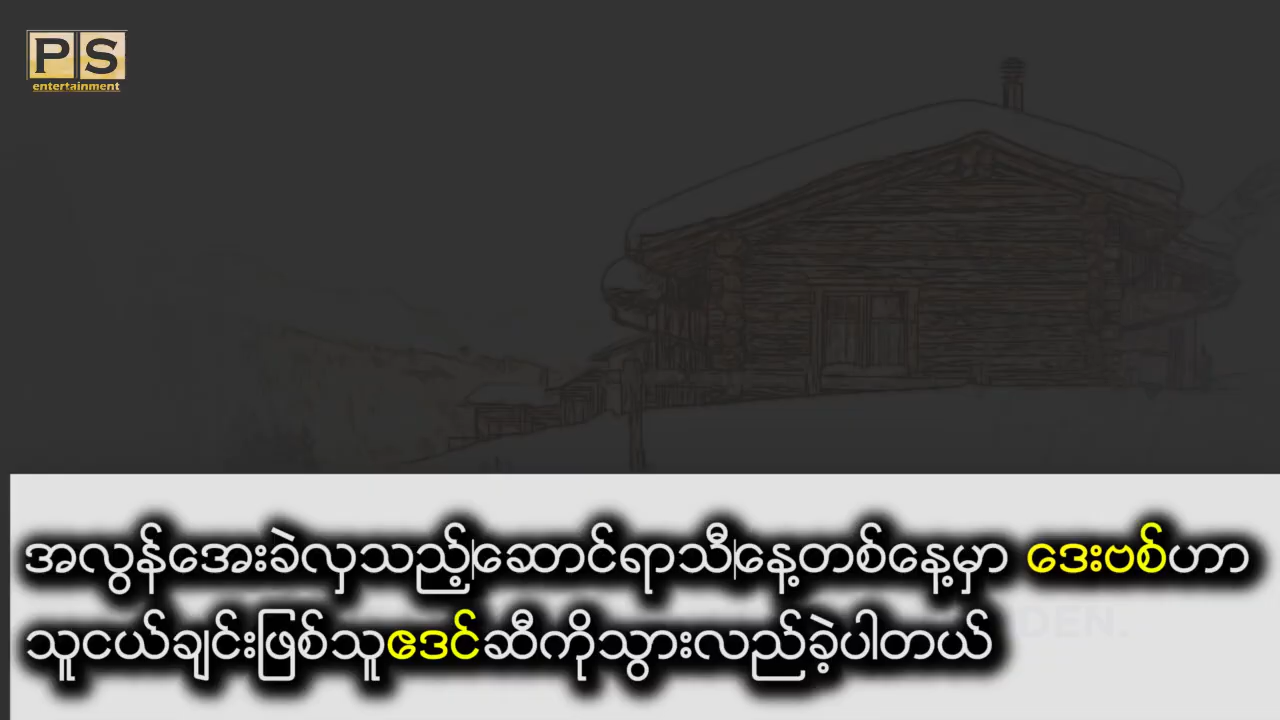 PS
entertainment
အလွန်အေးခဲလှသည့်|ဆောင်ရာသီ|နေ့တစ်နေ့မှာ ဒေးဗစ်ဟာ
သူငယ်ချင်းဖြစ်သူဧဒင်ဆီကိုသွားလည်ခဲ့ပါတယ်
DEN.